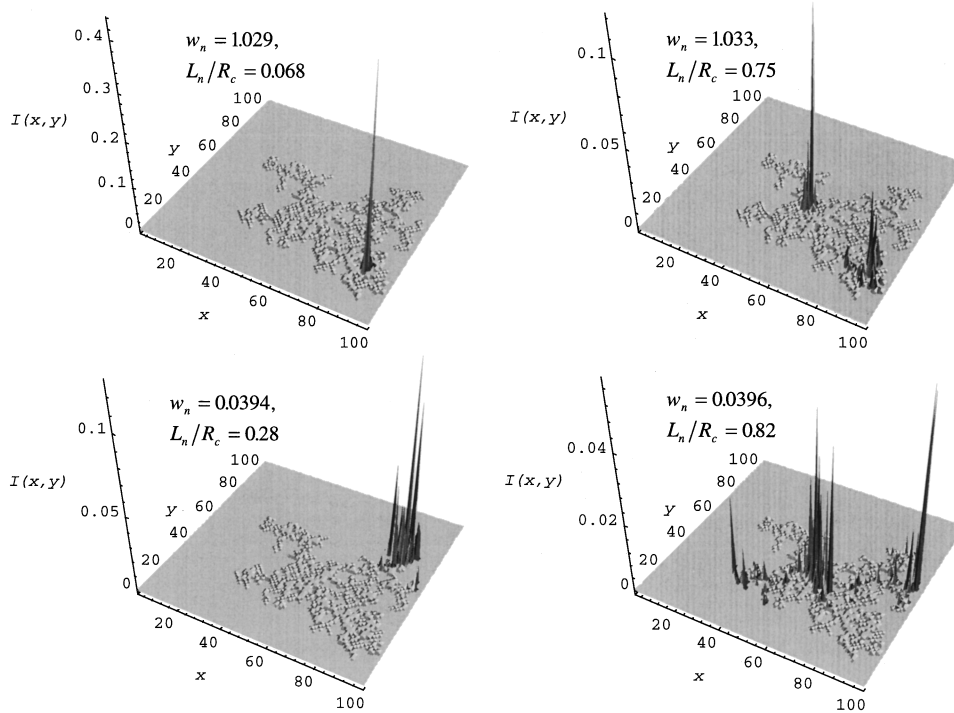 0.4
0.3
I(x,y)
0.2
0.1
0
w_n = 1.029,
L_n/R_c = 0.068
100
80
y
60
40
20
20
40
60
x
80
100
0.1
I(x,y)
0.05
0
w_n = 1.033,
L_n/R_c = 0.75
100
80
y
60
40
20
20
40
60
x
80
100
0.1
I(x,y)
0.05
0
w_n = 0.0394,
L_n/R_c = 0.28
100
80
60
y
40
20
20
40
60
x
80
100
0.04
I(x,y)
0.02
0
w_n = 0.0396,
L_n/R_c = 0.82
100
80
60
y
40
20
20
40
60
x
80
100